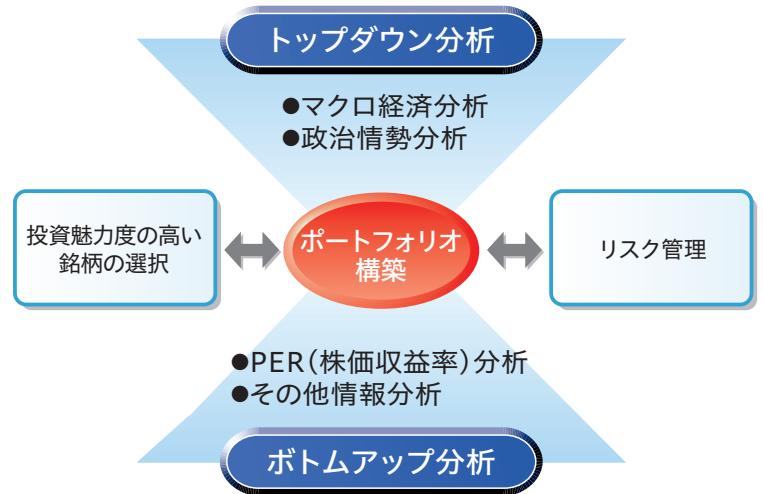 トップダウン分析
●マクロ経済分析
●政治情勢分析
投資魅力度の高い
銘柄の選択
ポートフォリオ
構築
リスク管理
●PER(株価収益率)分析
●その他情報分析
ボトムアップ分析